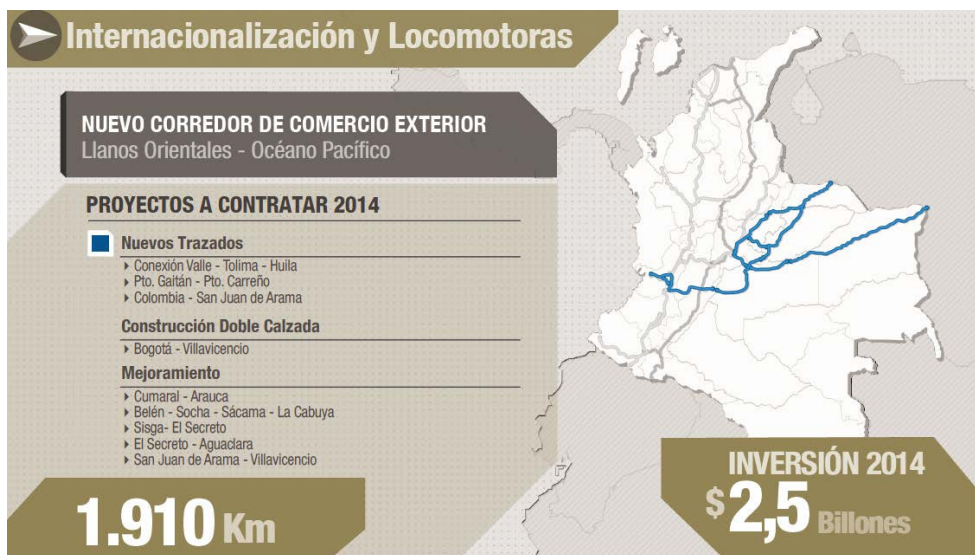 Internacionalización y Locomotoras
NUEVO CORREDOR DE COMERCIO EXTERIOR
Llanos Orientales - Océano Pacífico
PROYECTOS A CONTRATAR 2014
Nuevos Trazados
Conexión Valle - Tolima - Huila
Pto. Gaitán - Pto. Carreño
Colombia - San Juan de Arama
Construcción Doble Calzada
Bogotá - Villavicencio
Mejoramiento
Cumaral - Arauca
Belén - Socha - Sácama - La Cabuya
Sisga- El Secreto
El Secreto - Aguaclara
San Juan de Arama - Villavicencio
1.910 Km
INVERSIÓN 2014
$ 2,5 Billones